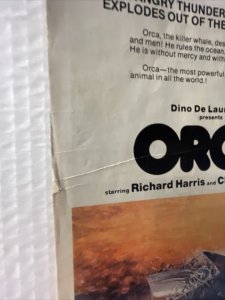 ANGRY THUNDER
EXPLODES OUT OF THE
Orca, the killer whale, des
and men! He rules the ocean
He is without mercy and with
Orca—the most powerful
animal in all the world.!
Dino De Lau
presents
ORC
starring Richard Harris and C